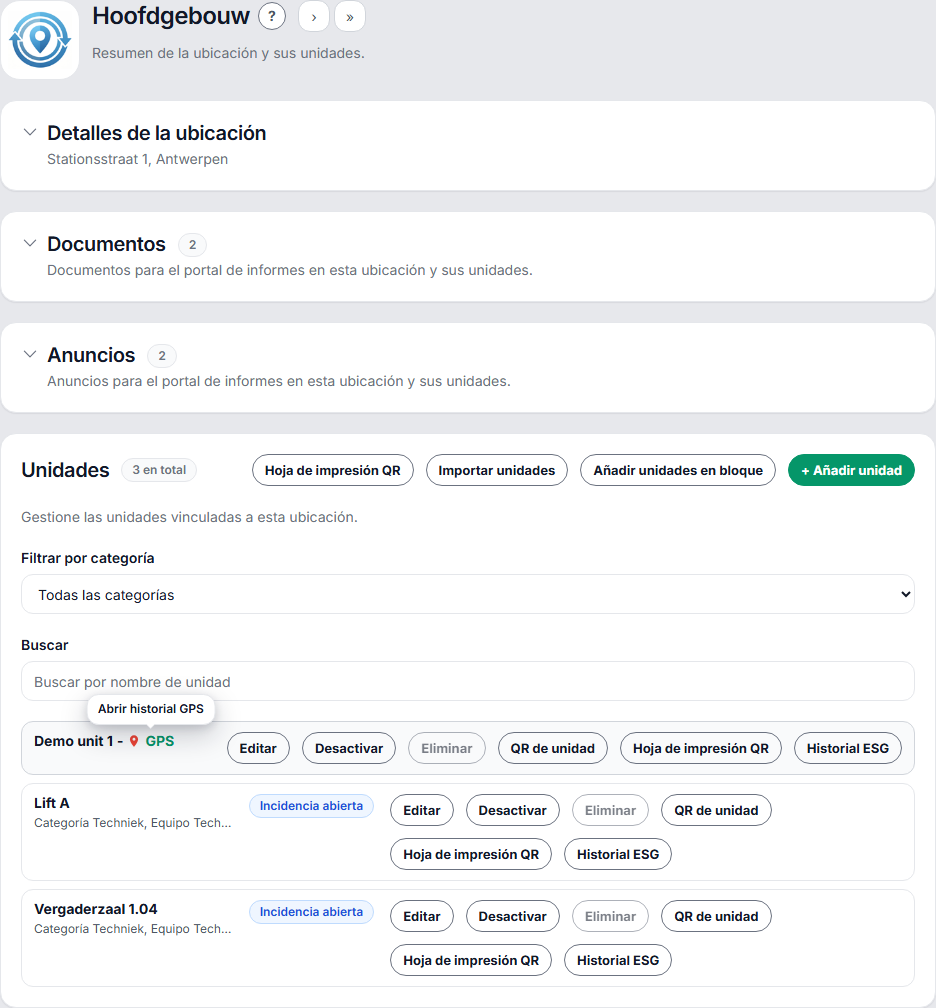 Hoofdgebouw ? › »
Resumen de la ubicación y sus unidades.
Detalles de la ubicación
Stationsstraat 1, Antwerpen
Documentos 2
Documentos para el portal de informes en esta ubicación y sus unidades.
Anuncios 2
Anuncios para el portal de informes en esta ubicación y sus unidades.
Unidades 3 en total Hoja de impresión QR Importar unidades Añadir unidades en bloque + Añadir unidad
Gestione las unidades vinculadas a esta ubicación.
Filtrar por categoría
Todas las categorías
Buscar
Buscar por nombre de unidad
Abrir historial GPS
Demo unit 1 - GPS Editar Desactivar Eliminar QR de unidad Hoja de impresión QR Historial ESG
Lift A Incidencia abierta Editar Desactivar Eliminar QR de unidad
Categoría Techniek, Equipo Tech...
Hoja de impresión QR Historial ESG
Vergaderzaal 1.04 Incidencia abierta Editar Desactivar Eliminar QR de unidad
Categoría Techniek, Equipo Tech...
Hoja de impresión QR Historial ESG